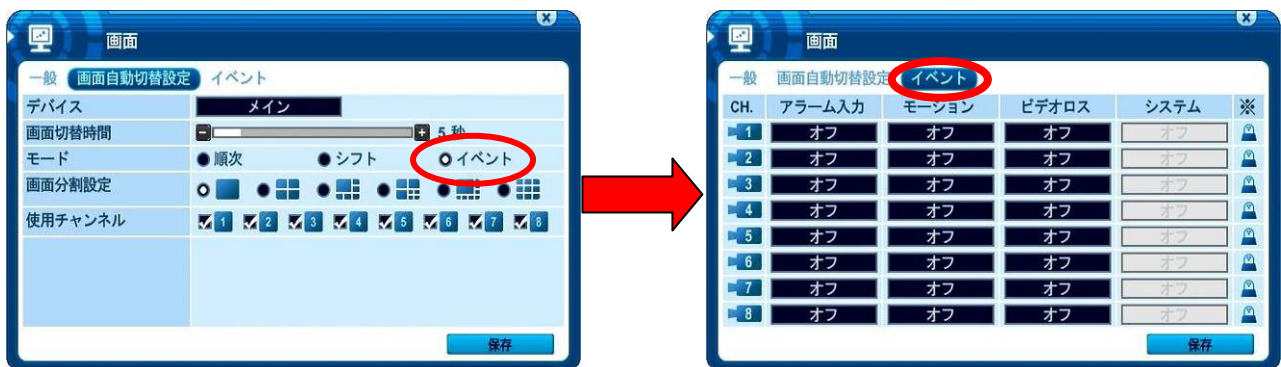 画面
一般 画面自動切替設定 イベント
デバイス メイン
画面切替時間 5 秒
モード 順次 シフト イベント
画面分割設定
使用チャンネル 1 2 3 4 5 6 7 8
保存
画面
一般 画面自動切替設定 イベント
CH. アラーム入力 モーション ビデオロス システム ※
1 オフ オフ オフ オフ
2 オフ オフ オフ オフ
3 オフ オフ オフ オフ
4 オフ オフ オフ オフ
5 オフ オフ オフ オフ
6 オフ オフ オフ オフ
7 オフ オフ オフ オフ
8 オフ オフ オフ オフ
保存